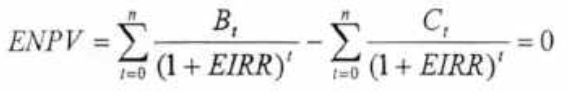 ENPV = \sum_{t=0}^{n} \frac{B_t}{(1 + EIRR)^t} - \sum_{t=0}^{n} \frac{C_t}{(1 + EIRR)^t} = 0